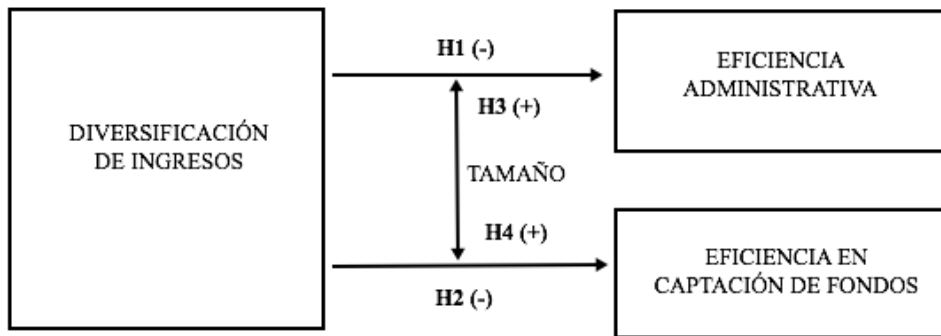 DIVERSIFICACIÓN
DE INGRESOS
H1 (-)
H3 (+)
TAMAÑO
H4 (+)
H2 (-)
EFICIENCIA
ADMINISTRATIVA
EFICIENCIA EN
CAPTACIÓN DE FONDOS